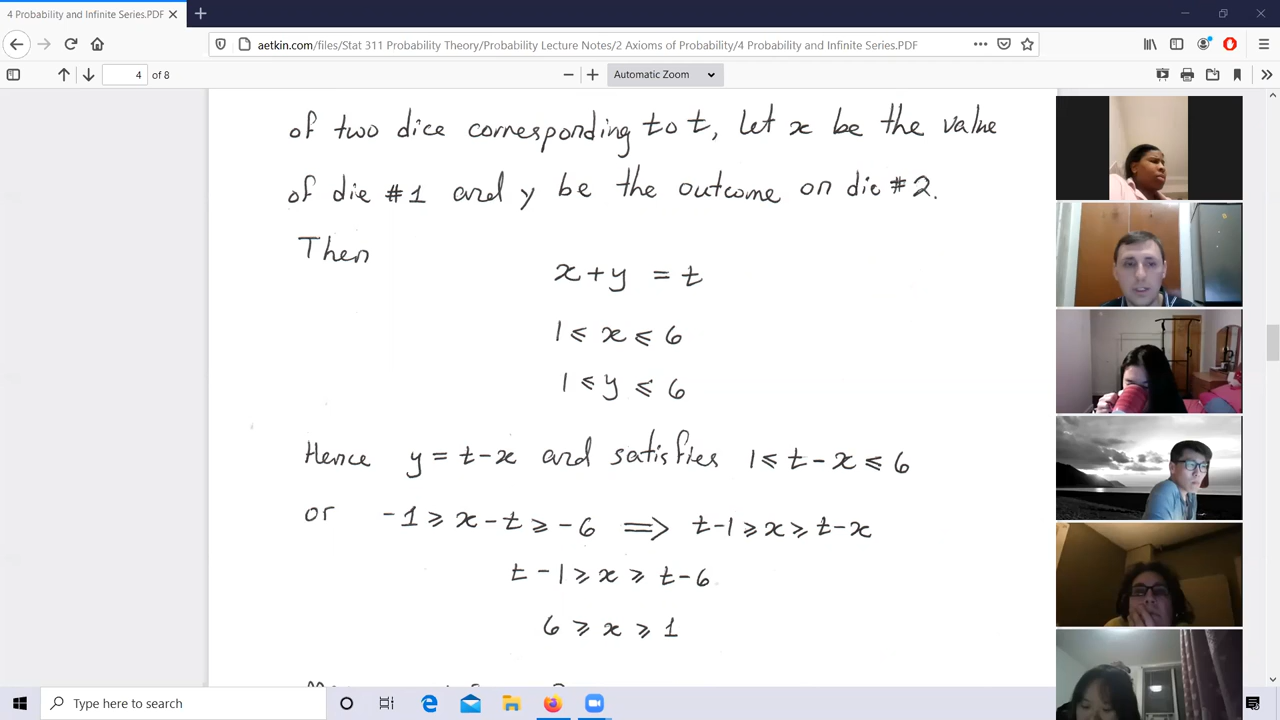 4 Probability and Infinite Series.PDF
aetkin.com/files/Stat 311 Probability Theory/Probability Lecture Notes/2 Axioms of Probability/4 Probability and Infinite Series.PDF
4 of 8
Automatic Zoom
of two dice corresponding to t, let x be the value
of die #1 and y be the outcome on die #2.
Then
x+y = t
1 ⩽ x ⩽ 6
1 ⩽ y ⩽ 6
Hence y = t-x and satisfies 1 ⩽ t - x ⩽ 6
or -1 ⩾ x - t ⩾ -6 ⟹ t-1 ⩾ x ⩾ t-x
t - 1 ⩾ x ⩾ t-6
6 ⩾ x ⩾ 1
Type here to search